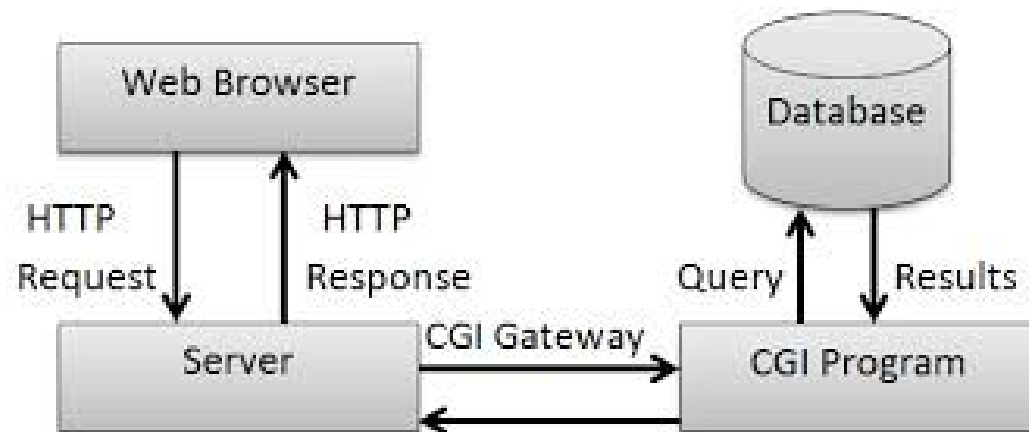 Web Browser
Database
HTTP
Request
HTTP
Response
Query
Results
Server
CGI Gateway
CGI Program